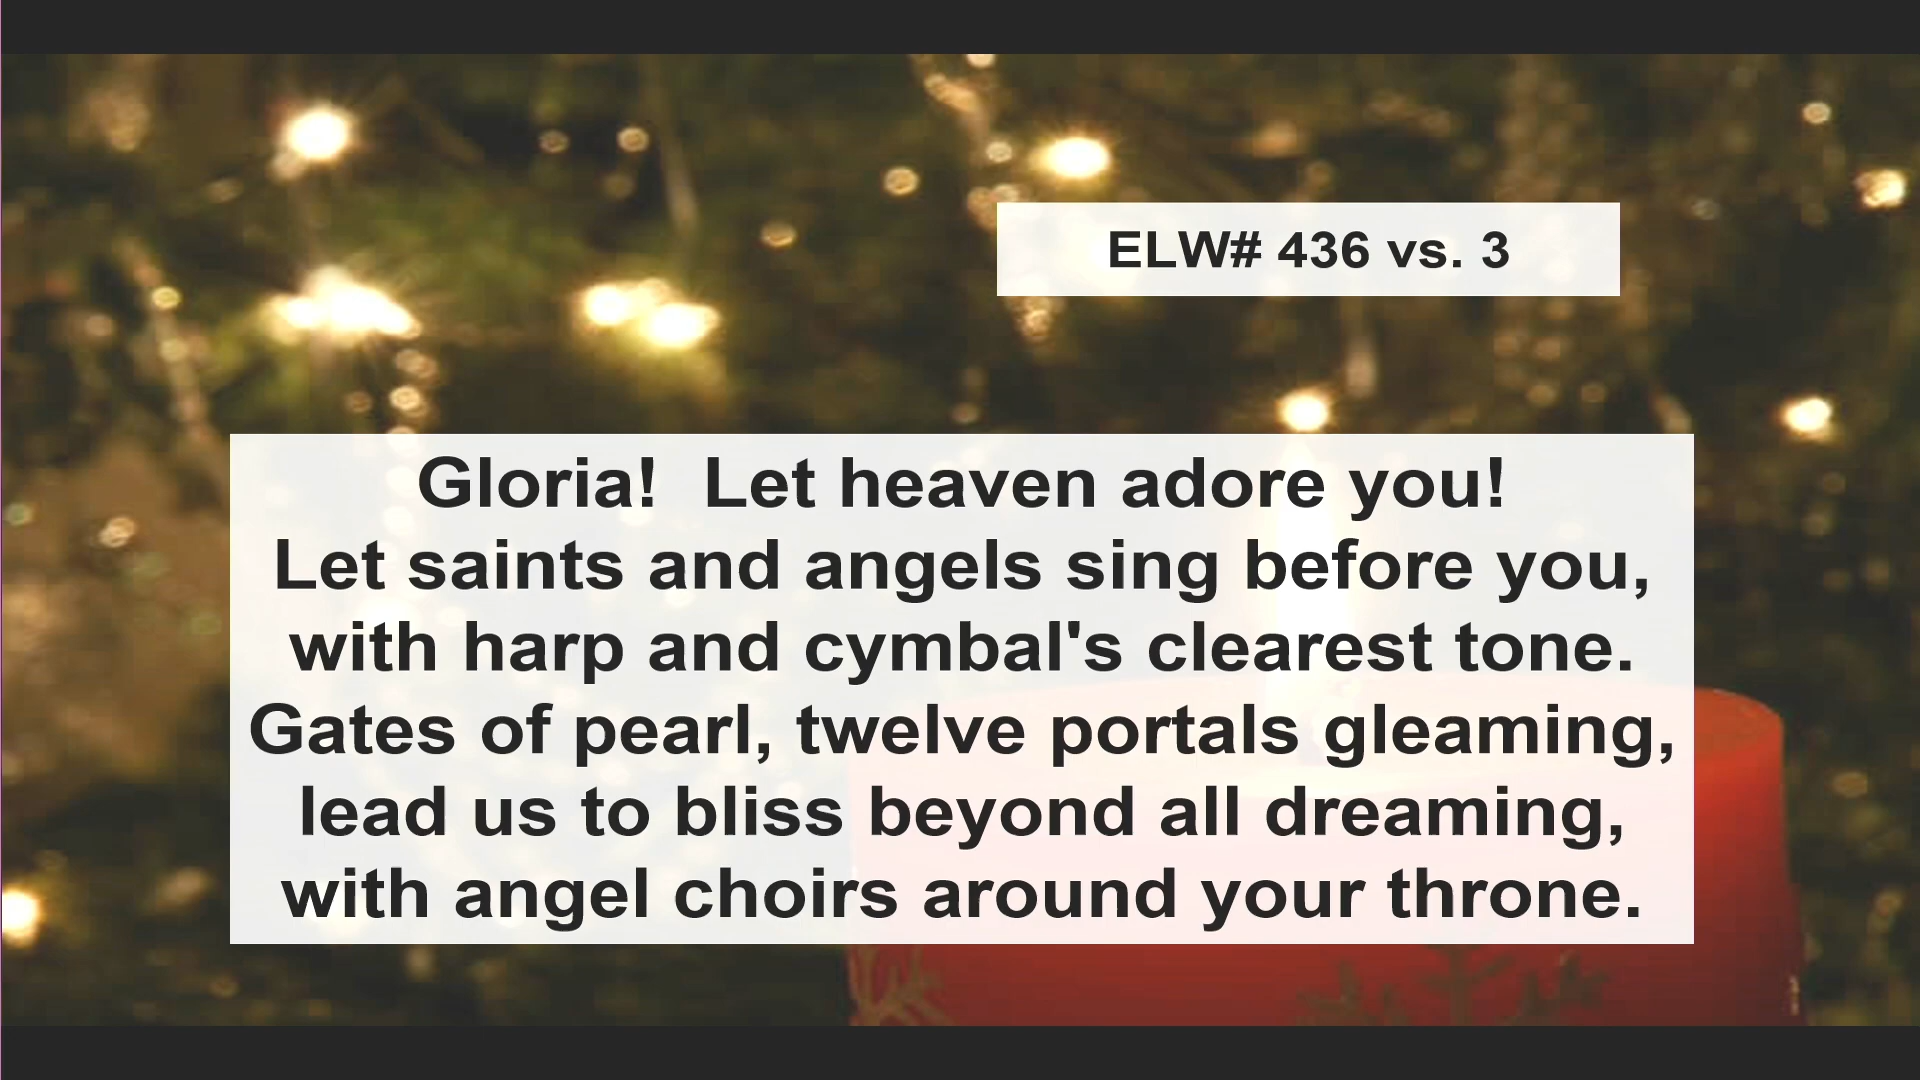 ELW# 436 vs. 3
Gloria!  Let heaven adore you!
Let saints and angels sing before you,
with harp and cymbal's clearest tone.
Gates of pearl, twelve portals gleaming,
lead us to bliss beyond all dreaming,
with angel choirs around your throne.